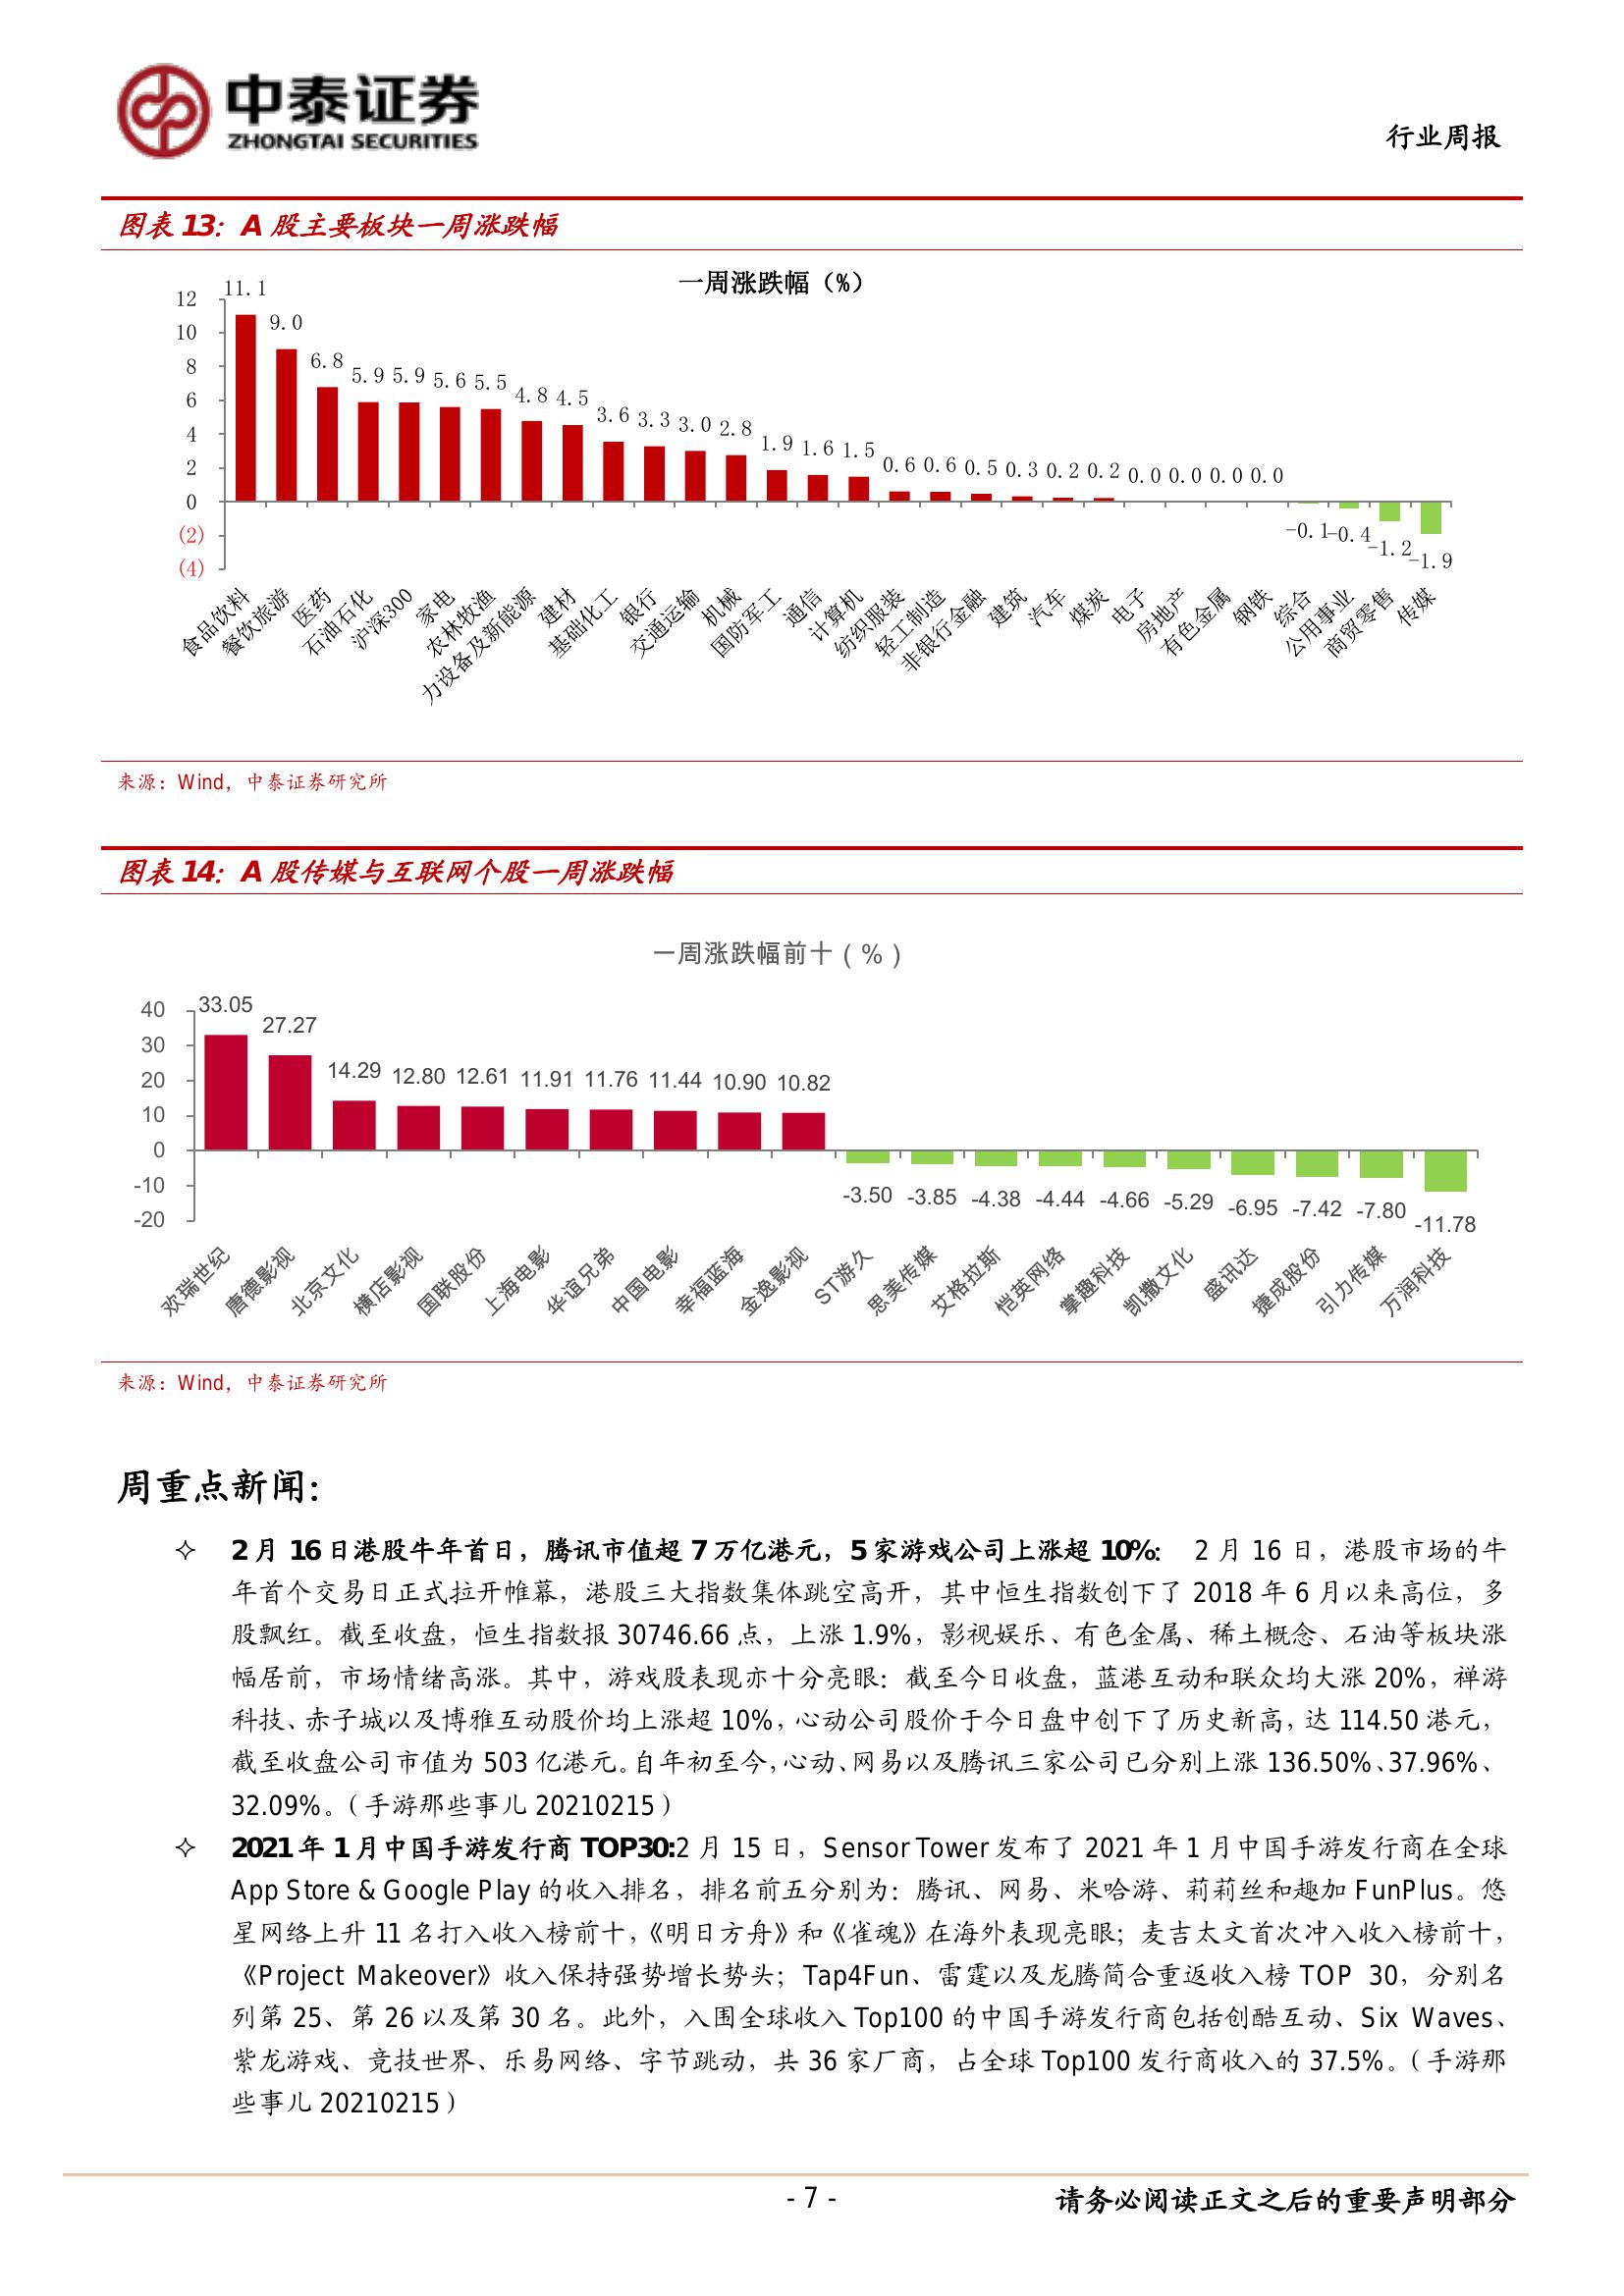 中泰证券
ZHONGTAI SECURITIES
行业周报
图表 13：A 股主要板块一周涨跌幅
一周涨跌幅（%）
12
10
8
6
4
2
0
(2)
(4)
11.1 9.0 6.8 5.9 5.9 5.6 5.5 4.8 4.5 3.6 3.3 3.0 2.8 1.9 1.6 1.5 0.6 0.6 0.5 0.3 0.2 0.2 0.0 0.0 0.0 0.0 -0.1 -0.4 -1.2 -1.9
食品饮料 餐饮旅游 医药 石油石化 沪深300 家电 农林牧渔 力设备及新能源 建材 基础化工 银行 交通运输 机械 国防军工 通信 计算机 纺织服装 轻工制造 非银行金融 建筑 汽车 煤炭 电子 房地产 有色金属 钢铁 综合 公用事业 商贸零售 传媒
来源：Wind，中泰证券研究所
图表 14：A 股传媒与互联网个股一周涨跌幅
一周涨跌幅前十（%）
40
30
20
10
0
-10
-20
33.05 27.27 14.29 12.80 12.61 11.91 11.76 11.44 10.90 10.82 -3.50 -3.85 -4.38 -4.44 -4.66 -5.29 -6.95 -7.42 -7.80 -11.78
欢瑞世纪 唐德影视 北京文化 横店影视 国联股份 上海电影 华谊兄弟 中国电影 幸福蓝海 金逸影视 ST游久 思美传媒 艾格拉斯 恺英网络 掌趣科技 凯撒文化 盛讯达 捷成股份 引力传媒 万润科技
来源：Wind，中泰证券研究所
周重点新闻：
✧ 2 月 16 日港股牛年首日，腾讯市值超 7 万亿港元，5 家游戏公司上涨超 10%： 2 月 16 日，港股市场的牛
年首个交易日正式拉开帷幕，港股三大指数集体跳空高开，其中恒生指数创下了 2018 年 6 月以来高位，多
股飘红。截至收盘，恒生指数报 30746.66 点，上涨 1.9%，影视娱乐、有色金属、稀土概念、石油等板块涨
幅居前，市场情绪高涨。其中，游戏股表现亦十分亮眼：截至今日收盘，蓝港互动和联众均大涨 20%，禅游
科技、赤子城以及博雅互动股价均上涨超 10%，心动公司股价于今日盘中创下了历史新高，达 114.50 港元，
截至收盘公司市值为 503 亿港元。自年初至今，心动、网易以及腾讯三家公司已分别上涨 136.50%、37.96%、
32.09%。（手游那些事儿 20210215）
✧ 2021 年 1 月中国手游发行商 TOP30:2 月 15 日，Sensor Tower 发布了 2021 年 1 月中国手游发行商在全球
App Store & Google Play 的收入排名，排名前五分别为：腾讯、网易、米哈游、莉莉丝和趣加 FunPlus。悠
星网络上升 11 名打入收入榜前十，《明日方舟》和《雀魂》在海外表现亮眼；麦吉太文首次冲入收入榜前十，
《Project Makeover》收入保持强势增长势头；Tap4Fun、雷霆以及龙腾简合重返收入榜 TOP 30，分别名
列第 25、第 26 以及第 30 名。此外，入围全球收入 Top100 的中国手游发行商包括创酷互动、Six Waves、
紫龙游戏、竞技世界、乐易网络、字节跳动，共 36 家厂商，占全球 Top100 发行商收入的 37.5%。（手游那
些事儿 20210215）
- 7 -
请务必阅读正文之后的重要声明部分